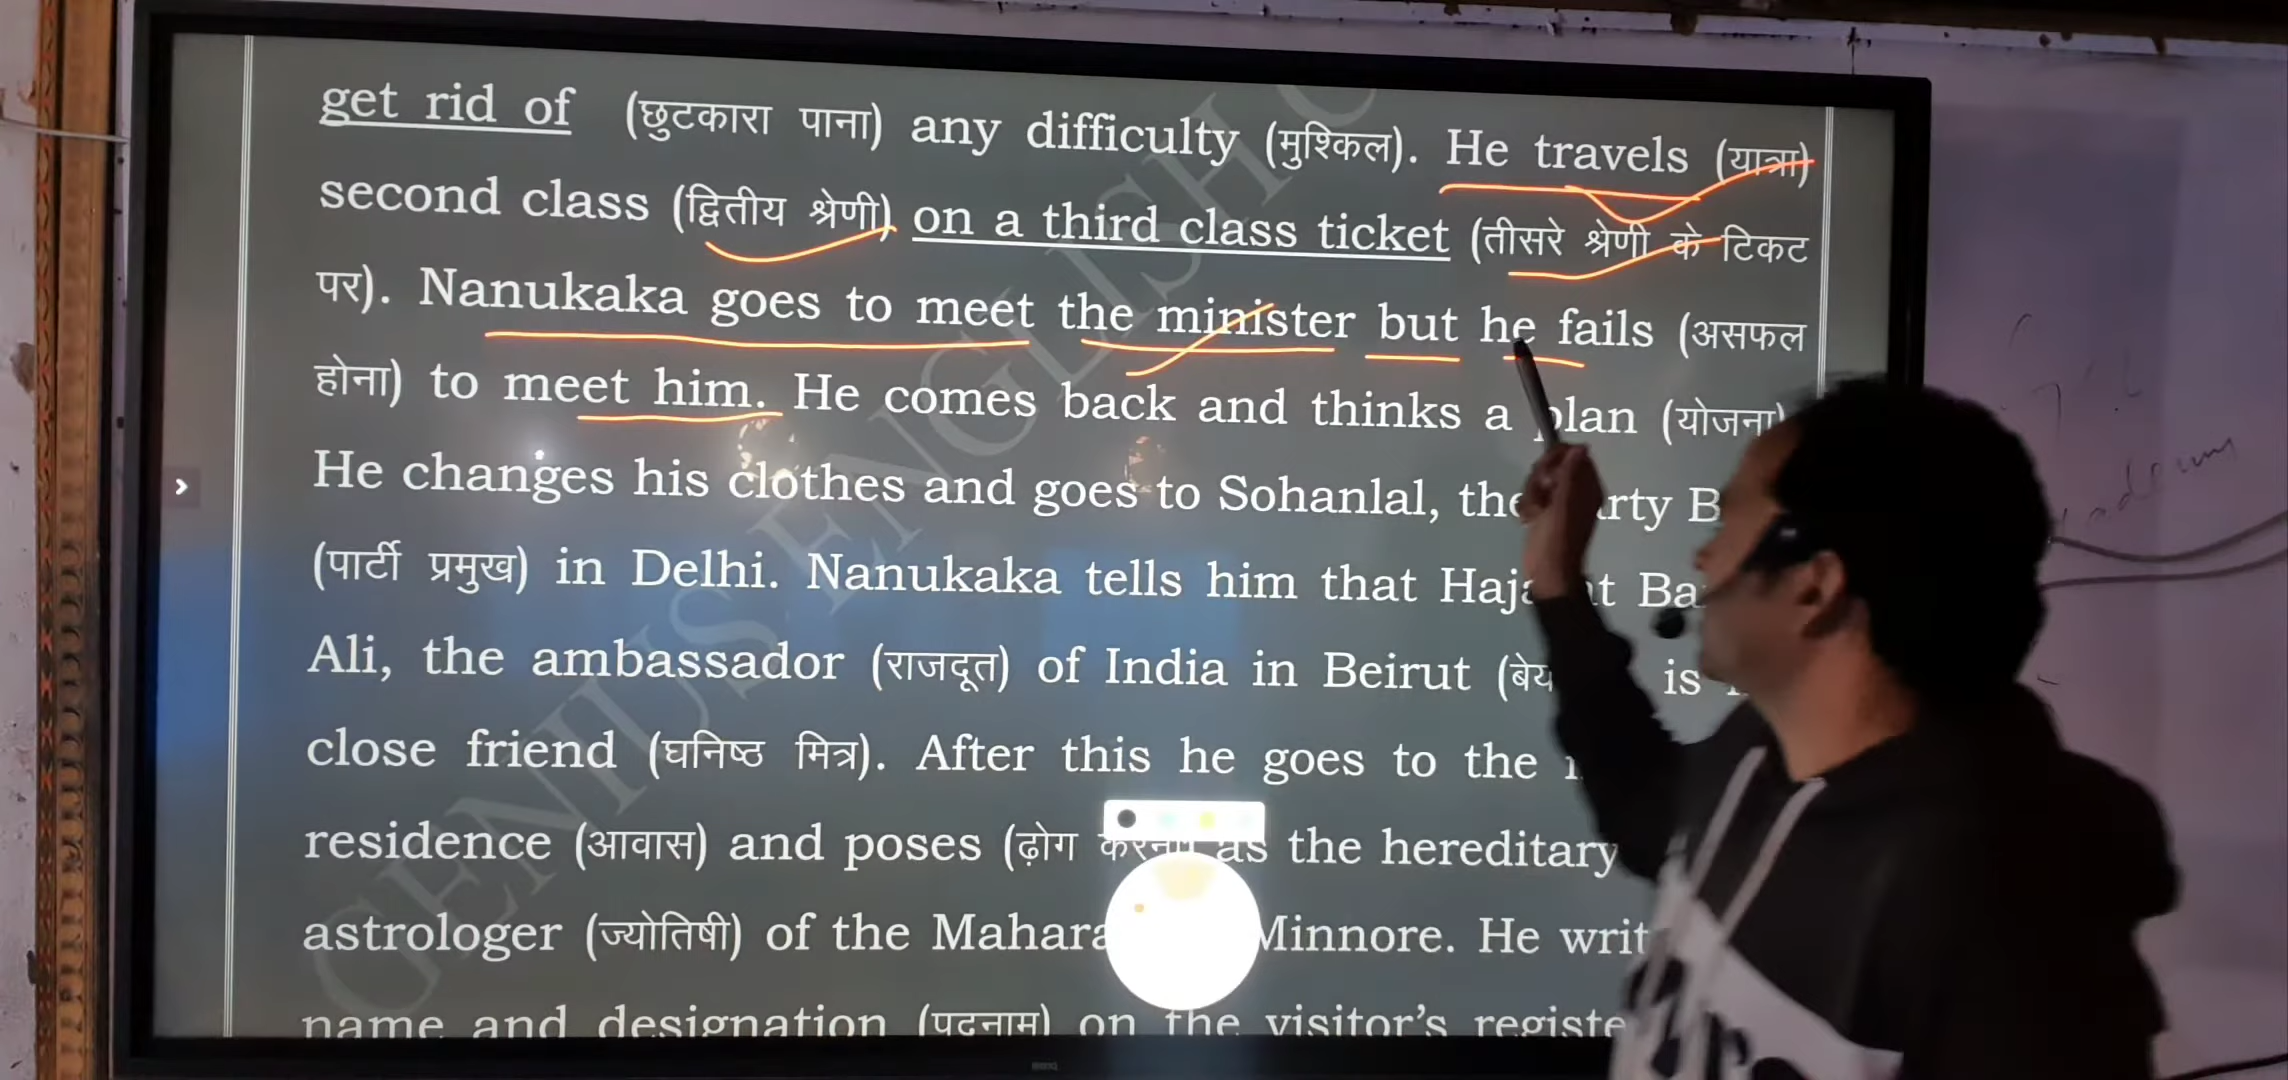 get rid of (छुटकारा पाना) any difficulty (मुश्किल). He travels (यात्रा)
second class (द्वितीय श्रेणी) on a third class ticket (तीसरे श्रेणी के टिकट
पर). Nanukaka goes to meet the minister but he fails (असफल
होना) to meet him. He comes back and thinks a plan (योजना)
He changes his clothes and goes to Sohanlal, the
(पार्टी प्रमुख) in Delhi. Nanukaka tells him that
Ali, the ambassador (राजदूत) of India in Beirut is
close friend (घनिष्ठ मित्र). After this he goes to the
residence (आवास) and poses (ढ़ोग करना) as the hereditary
astrologer (ज्योतिषी) of the Minnore. He
name and designation (पदनाम) on the visitor's
GENIUS ENGLISH